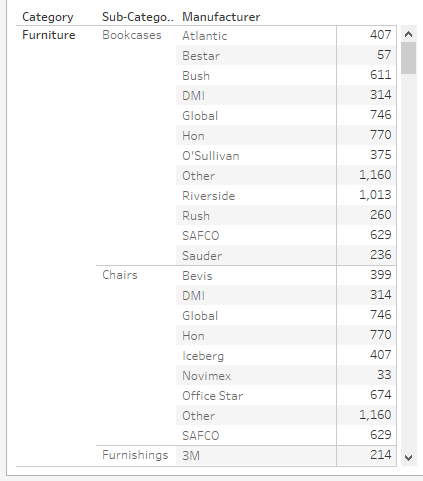 Category Sub-Catego.. Manufacturer
Furniture Bookcases Atlantic 407
Bestar 57
Bush 611
DMI 314
Global 746
Hon 770
O'Sullivan 375
Other 1,160
Riverside 1,013
Rush 260
SAFCO 629
Sauder 236
Chairs Bevis 399
DMI 314
Global 746
Hon 770
Iceberg 407
Novimex 33
Office Star 674
Other 1,160
SAFCO 629
Furnishings 3M 214